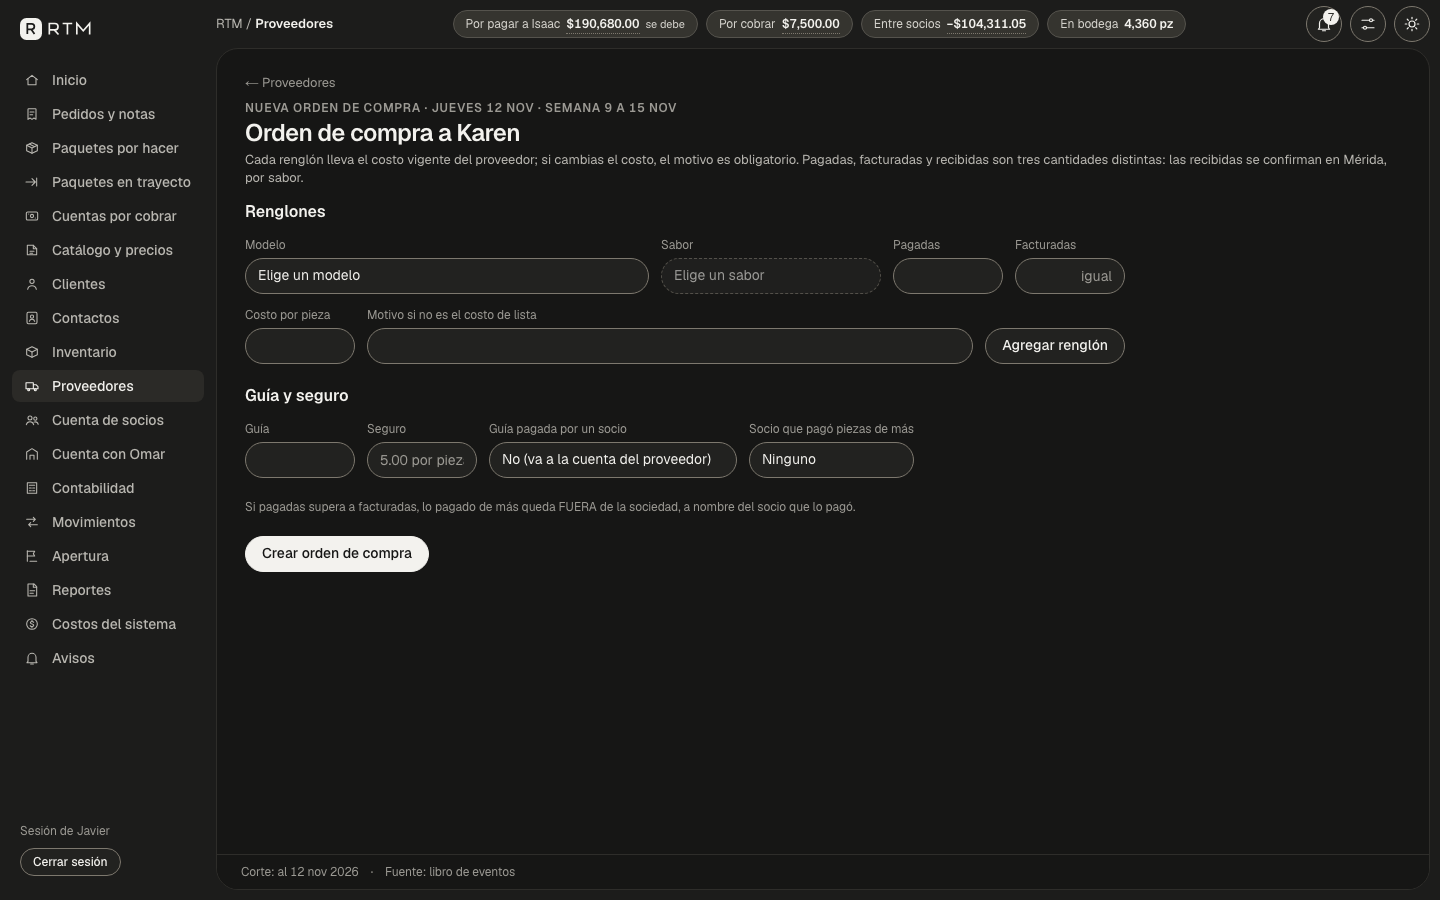 R RTM
RTM / Proveedores
Por pagar a Isaac $190,680.00 se debe
Por cobrar $7,500.00
Entre socios −$104,311.05
En bodega 4,360 pz
7
Inicio
Pedidos y notas
Paquetes por hacer
Paquetes en trayecto
Cuentas por cobrar
Catálogo y precios
Clientes
Contactos
Inventario
Proveedores
Cuenta de socios
Cuenta con Omar
Contabilidad
Movimientos
Apertura
Reportes
Costos del sistema
Avisos
Sesión de Javier
Cerrar sesión
← Proveedores
NUEVA ORDEN DE COMPRA · JUEVES 12 NOV · SEMANA 9 A 15 NOV
Orden de compra a Karen
Cada renglón lleva el costo vigente del proveedor; si cambias el costo, el motivo es obligatorio. Pagadas, facturadas y recibidas son tres cantidades distintas: las recibidas se confirman en Mérida,
por sabor.
Renglones
Modelo Sabor Pagadas Facturadas
Elige un modelo Elige un sabor igual
Costo por pieza Motivo si no es el costo de lista
Agregar renglón
Guía y seguro
Guía Seguro Guía pagada por un socio Socio que pagó piezas de más
5.00 por piez No (va a la cuenta del proveedor) Ninguno
Si pagadas supera a facturadas, lo pagado de más queda FUERA de la sociedad, a nombre del socio que lo pagó.
Crear orden de compra
Corte: al 12 nov 2026 · Fuente: libro de eventos